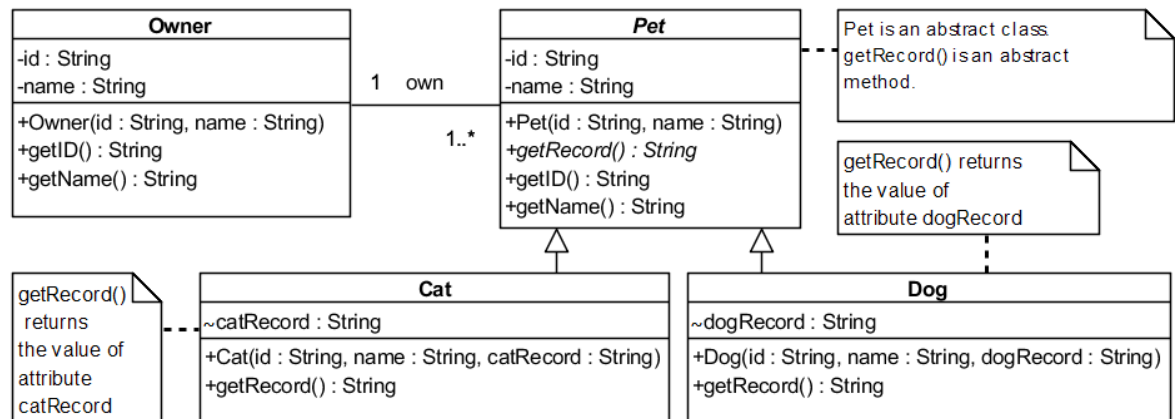 Owner
-id : String
-name : String
+Owner(id : String, name : String)
+getID() : String
+getName() : String
1 own
1..*
Pet
-id : String
-name : String
+Pet(id : String, name : String)
+getRecord() : String
+getID() : String
+getName() : String
Pet is an abstract class.
getRecord() is an abstract
method.
getRecord() returns
the value of
attribute dogRecord
getRecord()
returns
the value of
attribute
catRecord
Cat
~catRecord : String
+Cat(id : String, name : String, catRecord : String)
+getRecord() : String
Dog
~dogRecord : String
+Dog(id : String, name : String, dogRecord : String)
+getRecord() : String